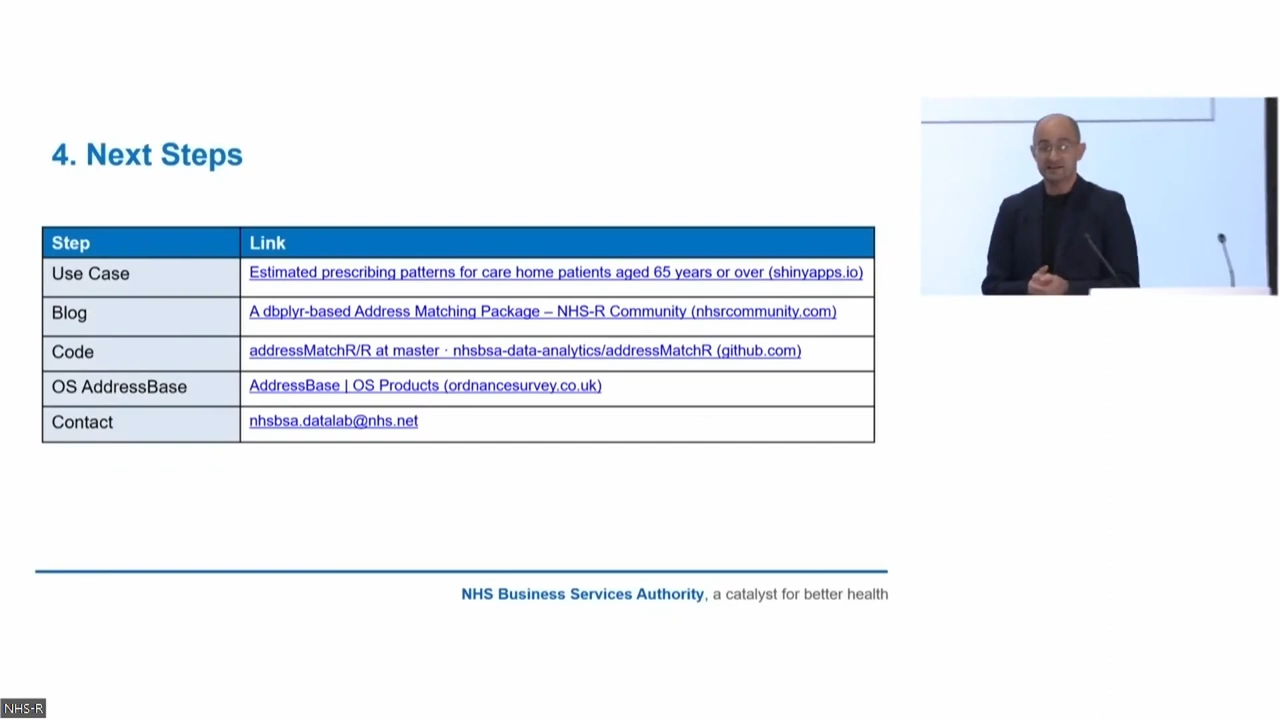 4. Next Steps
Step Link
Use Case Estimated prescribing patterns for care home patients aged 65 years or over (shinyapps.io)
Blog A dbplyr-based Address Matching Package – NHS-R Community (nhsrcommunity.com)
Code addressMatchR/R at master · nhsbsa-data-analytics/addressMatchR (github.com)
OS AddressBase AddressBase | OS Products (ordnancesurvey.co.uk)
Contact nhsbsa.datalab@nhs.net
NHS Business Services Authority, a catalyst for better health
NHS-R